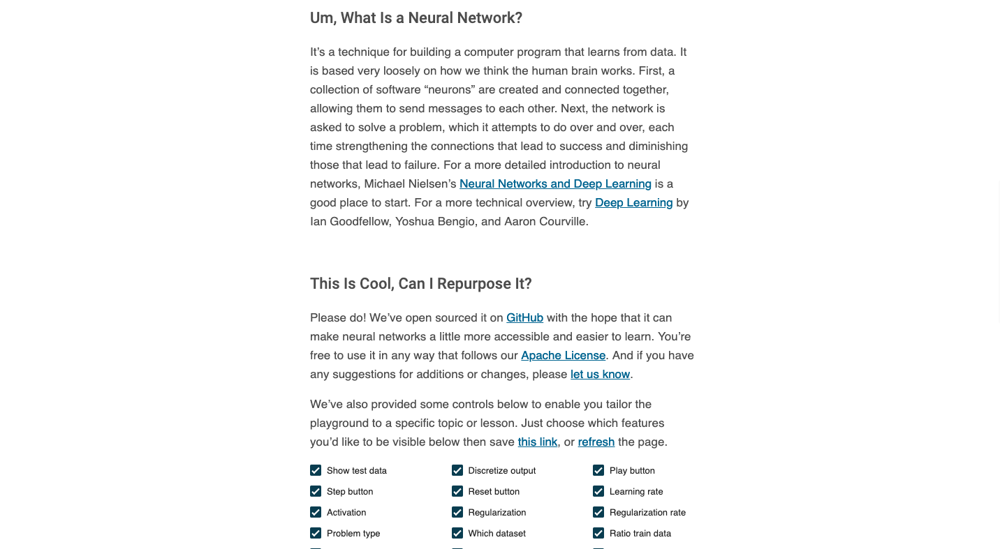 Um, What Is a Neural Network?
It’s a technique for building a computer program that learns from data. It
is based very loosely on how we think the human brain works. First, a
collection of software “neurons” are created and connected together,
allowing them to send messages to each other. Next, the network is
asked to solve a problem, which it attempts to do over and over, each
time strengthening the connections that lead to success and diminishing
those that lead to failure. For a more detailed introduction to neural
networks, Michael Nielsen’s Neural Networks and Deep Learning is a
good place to start. For a more technical overview, try Deep Learning by
Ian Goodfellow, Yoshua Bengio, and Aaron Courville.
This Is Cool, Can I Repurpose It?
Please do! We’ve open sourced it on GitHub with the hope that it can
make neural networks a little more accessible and easier to learn. You’re
free to use it in any way that follows our Apache License. And if you have
any suggestions for additions or changes, please let us know.
We’ve also provided some controls below to enable you tailor the
playground to a specific topic or lesson. Just choose which features
you’d like to be visible below then save this link, or refresh the page.
Show test data Discretize output Play button
Step button Reset button Learning rate
Activation Regularization Regularization rate
Problem type Which dataset Ratio train data